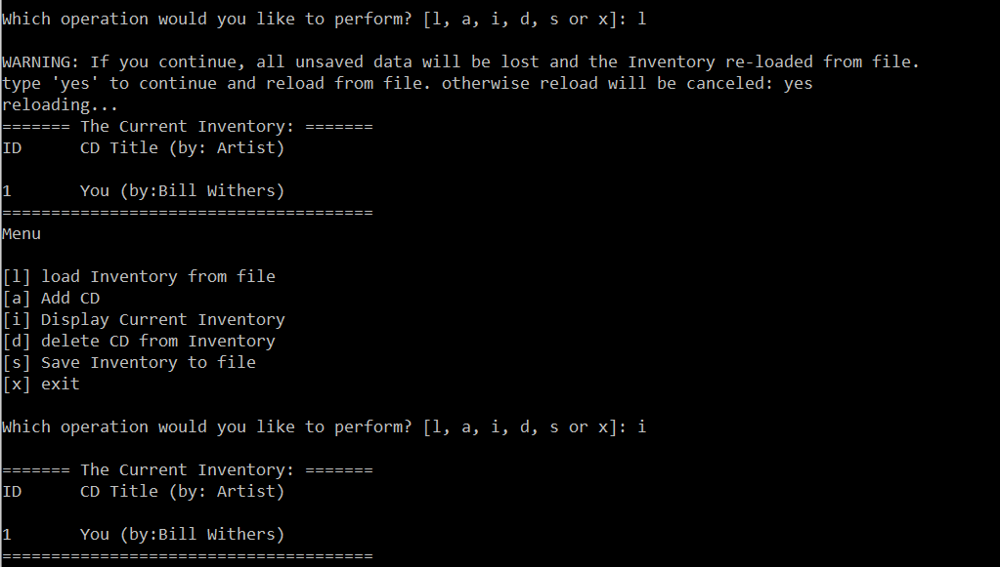 Which operation would you like to perform? [l, a, i, d, s or x]: l
WARNING: If you continue, all unsaved data will be lost and the Inventory re-loaded from file.
type 'yes' to continue and reload from file. otherwise reload will be canceled: yes
reloading...
======= The Current Inventory: =======
ID      CD Title (by: Artist)
1       You (by:Bill Withers)
======================================
Menu
[l] load Inventory from file
[a] Add CD
[i] Display Current Inventory
[d] delete CD from Inventory
[s] Save Inventory to file
[x] exit
Which operation would you like to perform? [l, a, i, d, s or x]: i
======= The Current Inventory: =======
ID      CD Title (by: Artist)
1       You (by:Bill Withers)
======================================